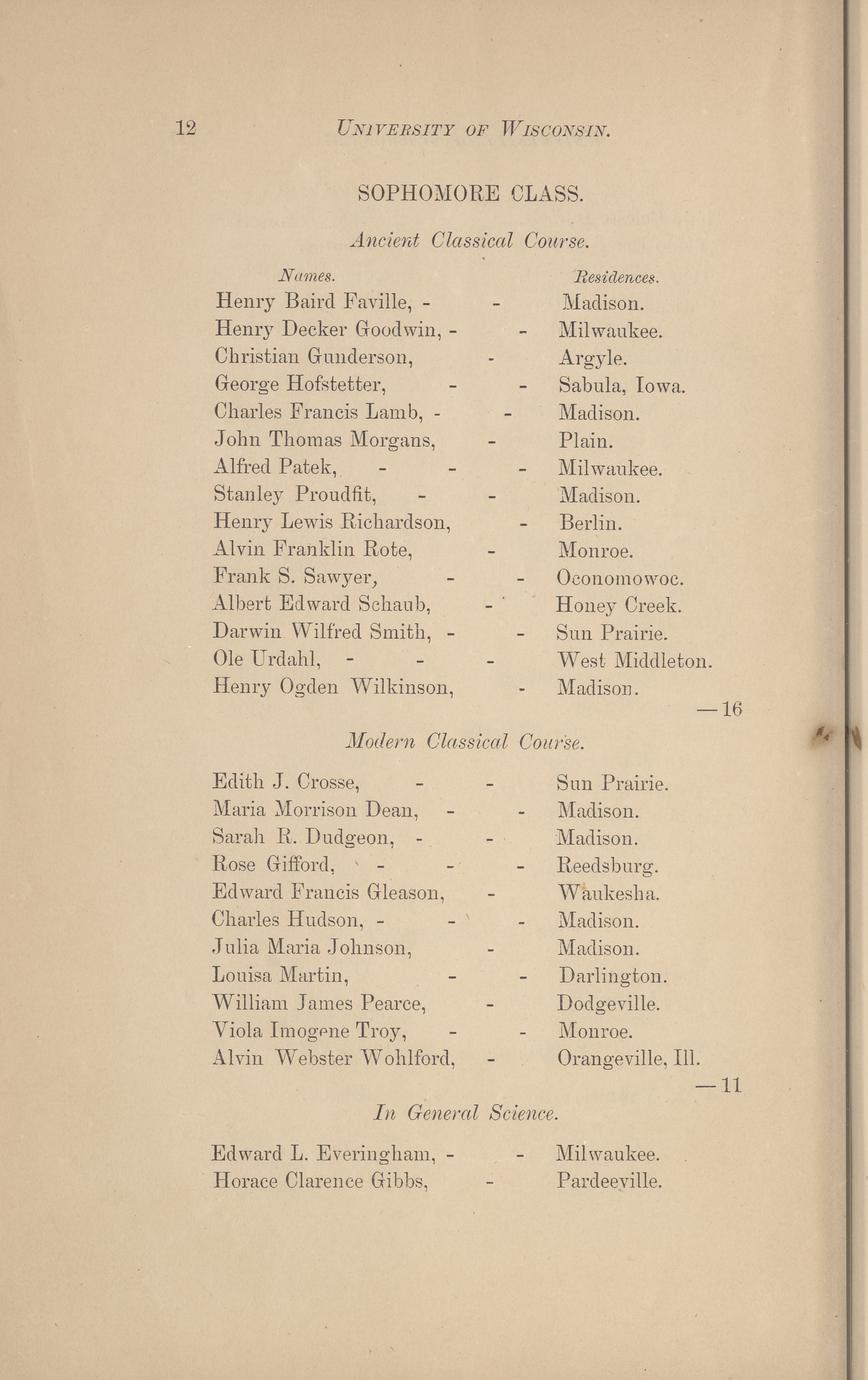 12 UNIVERSITY OF WISCONSIN.
SOPHOMORE CLASS.
Ancient Classical Course.
Names. Residences.
Henry Baird Faville, - - Madison.
Henry Decker Goodwin, - - Milwaukee.
Christian Gunderson, - Argyle.
George Hofstetter, - - Sabula, Iowa.
Charles Francis Lamb, - - Madison.
John Thomas Morgans, - Plain.
Alfred Patek, - - - Milwaukee.
Stanley Proudfit, - - Madison.
Henry Lewis Richardson, - Berlin.
Alvin Franklin Rote, - Monroe.
Frank S. Sawyer, - - Oconomowoc.
Albert Edward Schaub, - Honey Creek.
Darwin Wilfred Smith, - - Sun Prairie.
Ole Urdahl, - - - West Middleton.
Henry Ogden Wilkinson, - Madison.
—16
Modern Classical Course.
Edith J. Crosse, - - Sun Prairie.
Maria Morrison Dean, - - Madison.
Sarah R. Dudgeon, - - Madison.
Rose Gifford, - - - Reedsburg.
Edward Francis Gleason, - Waukesha.
Charles Hudson, - - - Madison.
Julia Maria Johnson, - Madison.
Louisa Martin, - - Darlington.
William James Pearce, - Dodgeville.
Viola Imogene Troy, - - Monroe.
Alvin Webster Wohlford, - Orangeville, Ill.
—11
In General Science.
Edward L. Everingham, - - Milwaukee.
Horace Clarence Gibbs, - Pardeeville.